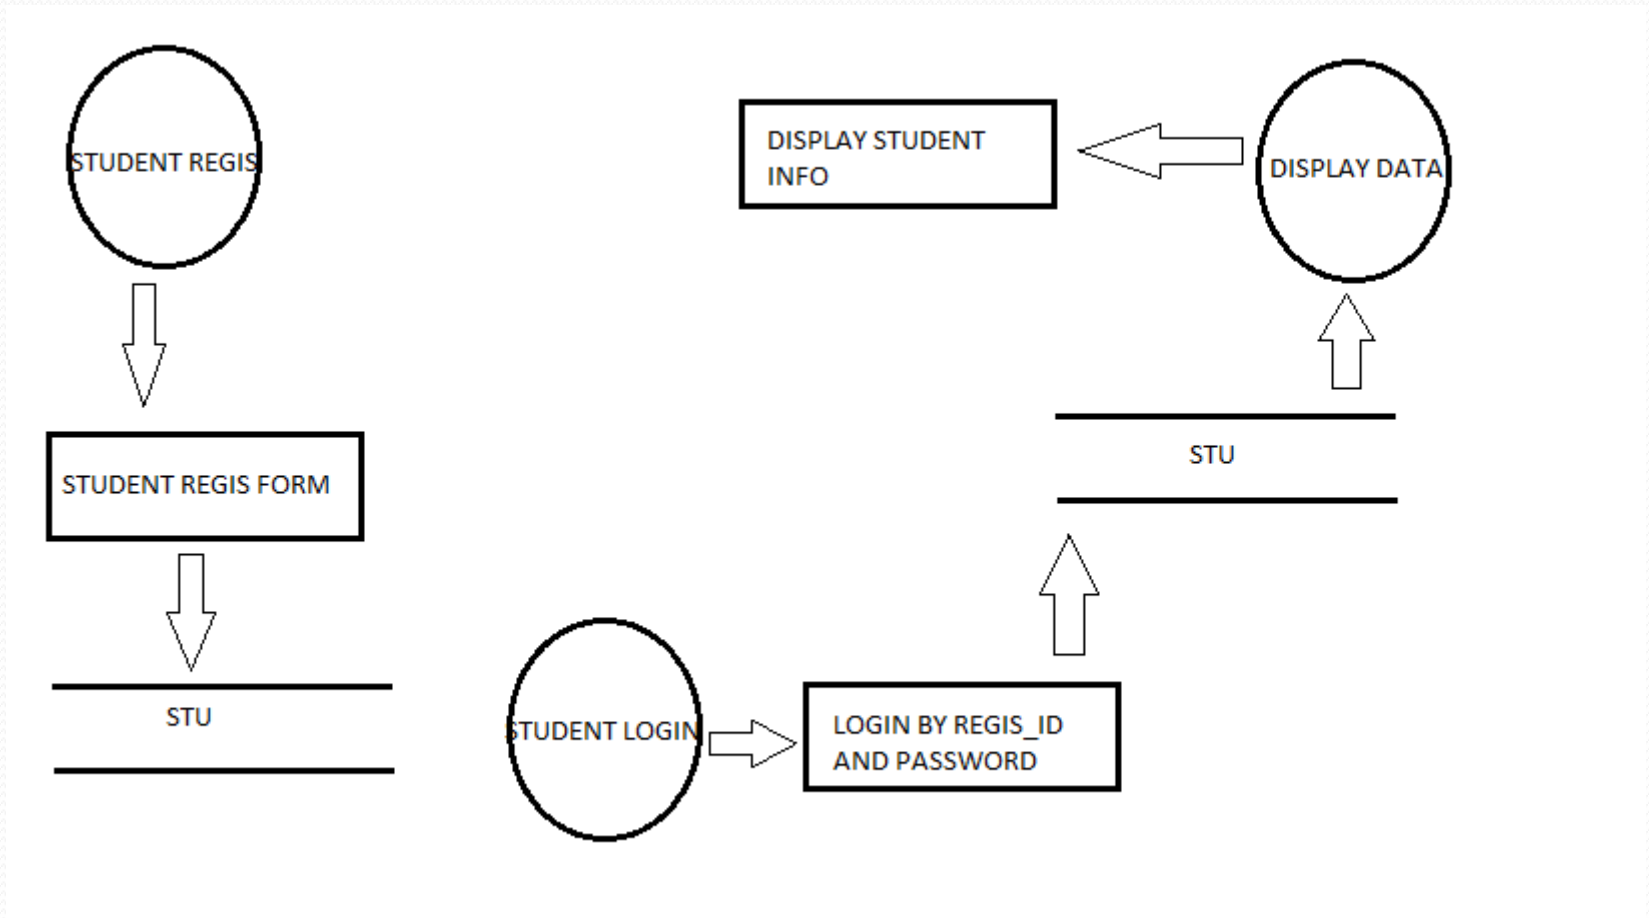 STUDENT REGIS
DISPLAY STUDENT
INFO
DISPLAY DATA
STUDENT REGIS FORM
STU
STU
STUDENT LOGIN
LOGIN BY REGIS_ID
AND PASSWORD